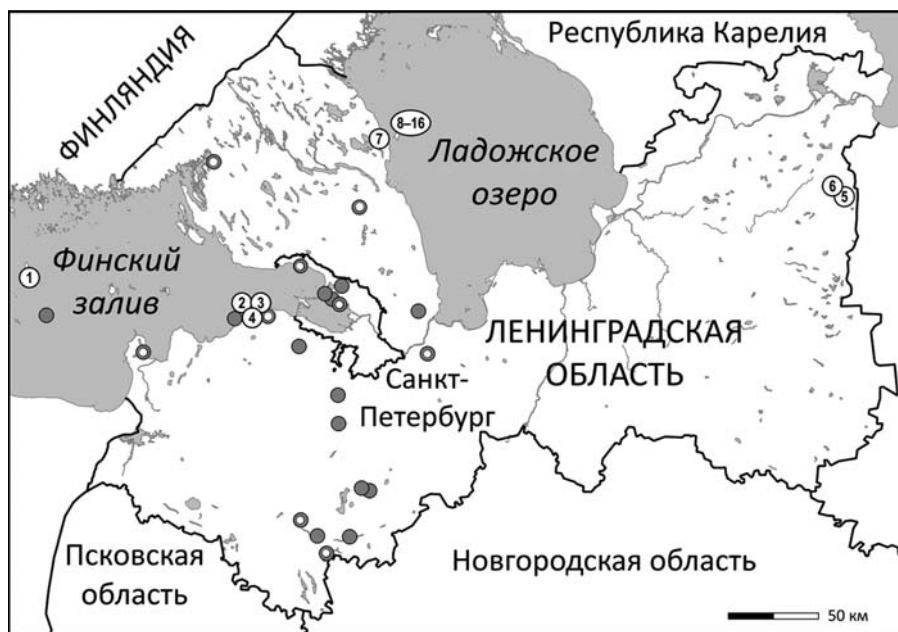 Республика Карелия
ФИНЛЯНДИЯ
8–16
7
Ладожское
озеро
6
5
1
Финский
залив
2
3
4
ЛЕНИНГРАДСКАЯ
ОБЛАСТЬ
Санкт-
Петербург
Псковская
область
Новгородская область
50 км